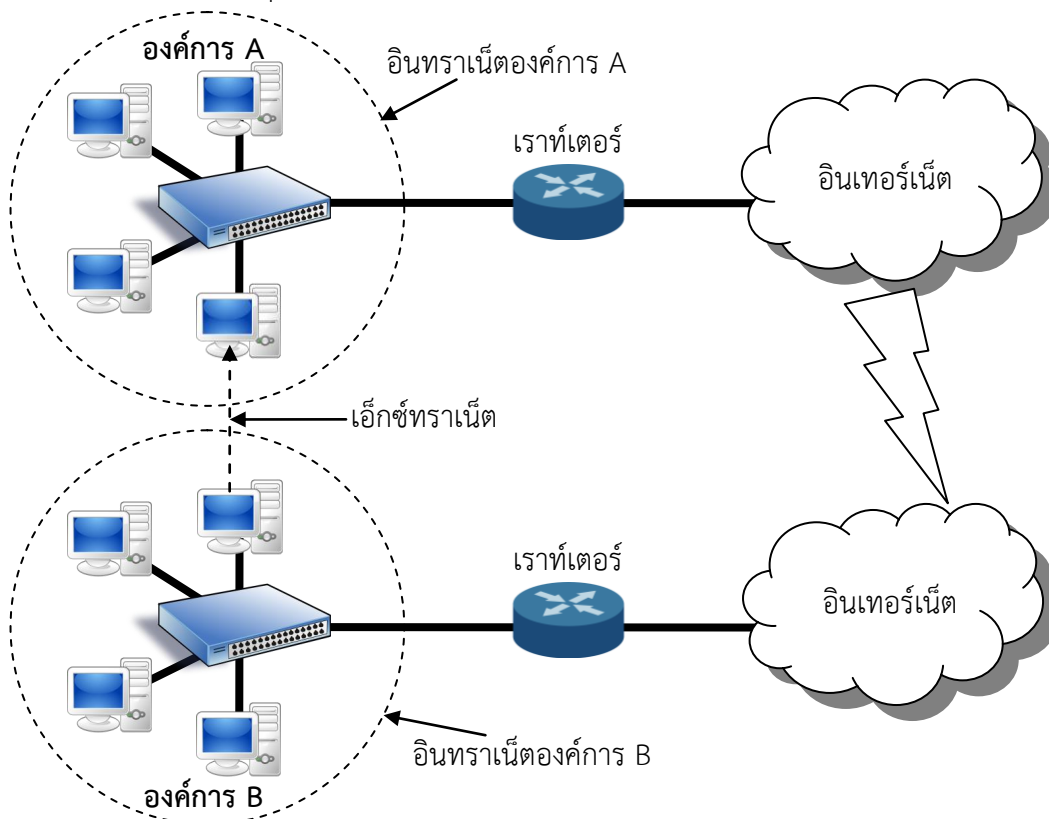 องค์การ A
อินทราเน็ตองค์การ A
เราท์เตอร์
อินเทอร์เน็ต
เอ็กซ์ทราเน็ต
เราท์เตอร์
อินเทอร์เน็ต
อินทราเน็ตองค์การ B
องค์การ B